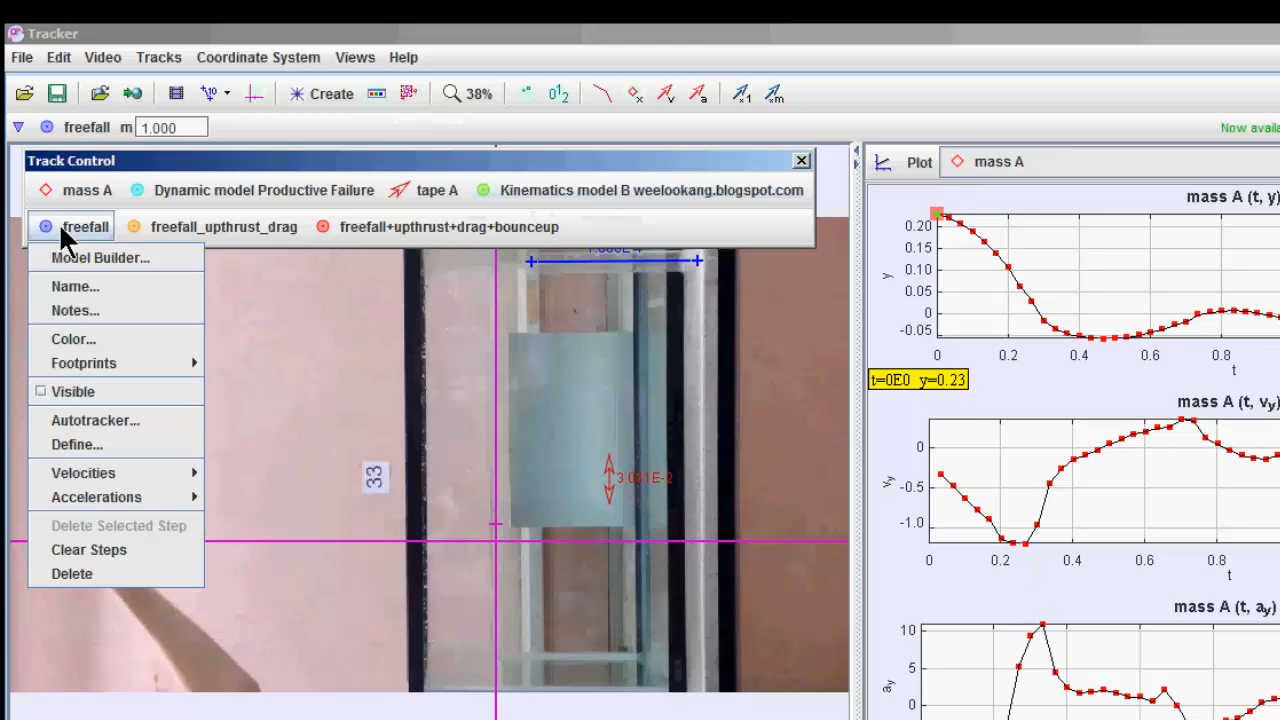 Tracker
File Edit Video Tracks Coordinate System Views Help
Create 38%
freefall m 1.000
Now availa
Track Control
mass A Dynamic model Productive Failure tape A Kinematics model B weelookang.blogspot.com
freefall freefall_upthrust_drag freefall+upthrust+drag+bounceup
Model Builder...
Name...
Notes...
Color...
Footprints
Visible
Autotracker...
Define...
Velocities
Accelerations
Delete Selected Step
Clear Steps
Delete
33
3.041E-2
Plot mass A
mass A (t, y)
0.20
0.15
0.10
0.05
0
-0.05
y
0 0.2 0.4 0.6 0.8
t
t=0E0 y=0.23
mass A (t, vy)
0
-0.5
-1.0
vy
0 0.2 0.4 0.6 0.8
t
mass A (t, ay)
10
5
0
ay